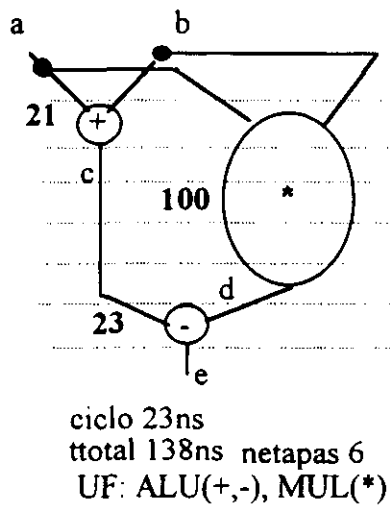 a
b
21
+
c
100
*
d
23
-
e
ciclo 23ns
ttotal 138ns netapas 6
UF: ALU(+,-), MUL(*)